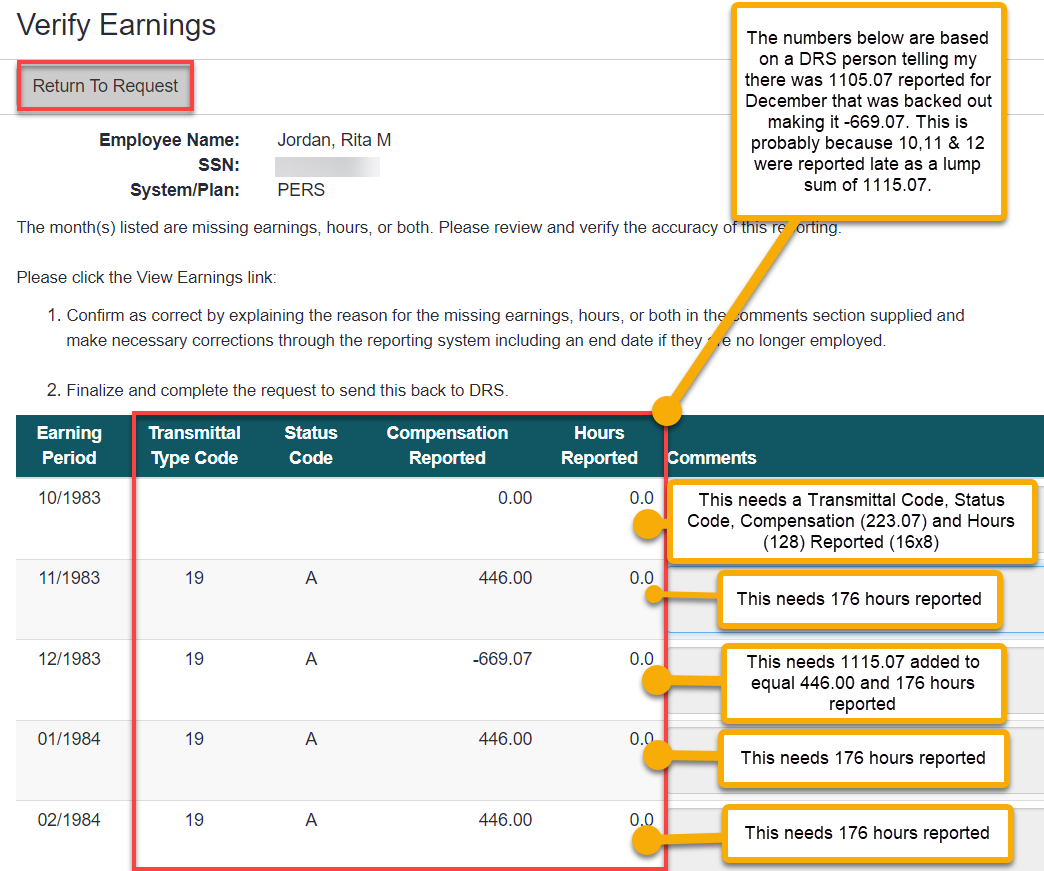 Verify Earnings
Return To Request
The numbers below are based
on a DRS person telling my
there was 1105.07 reported for
December that was backed out
making it -669.07. This is
probably because 10,11 & 12
were reported late as a lump
sum of 1115.07.
Employee Name: Jordan, Rita M
SSN:
System/Plan: PERS
The month(s) listed are missing earnings, hours, or both. Please review and verify the accuracy of this reporting.
Please click the View Earnings link:
1. Confirm as correct by explaining the reason for the missing earnings, hours, or both in the comments section supplied and
make necessary corrections through the reporting system including an end date if they are no longer employed.
2. Finalize and complete the request to send this back to DRS.
Earning Transmittal Status Compensation Hours
Period Type Code Code Reported Reported Comments
10/1983 0.00 0.0
This needs a Transmittal Code, Status
Code, Compensation (223.07) and Hours
(128) Reported (16x8)
11/1983 19 A 446.00 0.0
This needs 176 hours reported
12/1983 19 A -669.07 0.0
This needs 1115.07 added to
equal 446.00 and 176 hours
reported
01/1984 19 A 446.00 0.0
This needs 176 hours reported
02/1984 19 A 446.00 0.0
This needs 176 hours reported